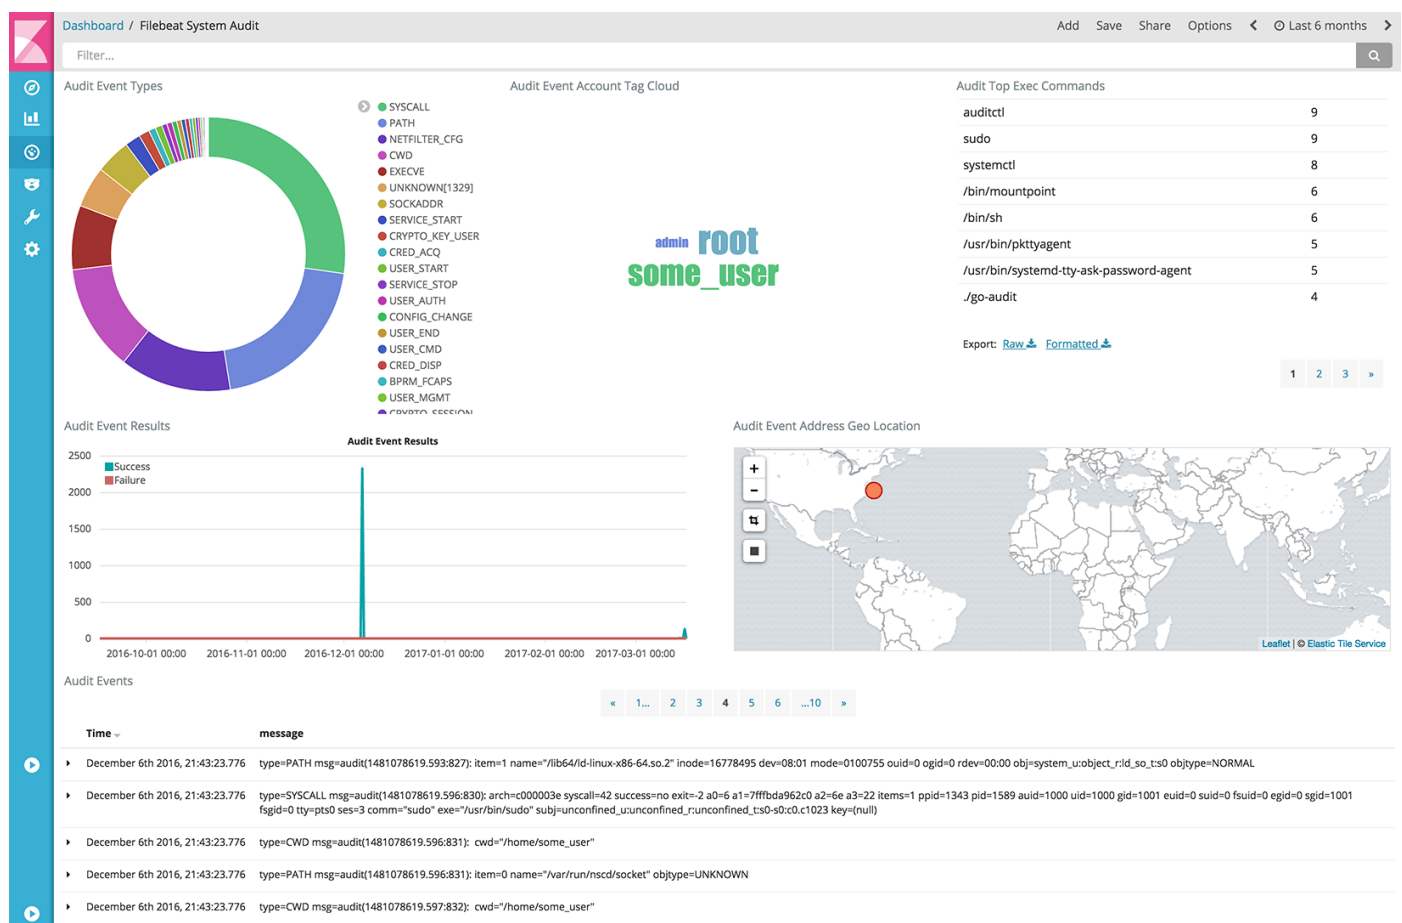 Dashboard / Filebeat System Audit
Add Save Share Options Last 6 months
Filter...
Audit Event Types
SYSCALL
PATH
NETFILTER_CFG
CWD
EXECVE
UNKNOWN[1329]
SOCKADDR
SERVICE_START
CRYPTO_KEY_USER
CRED_ACQ
USER_START
SERVICE_STOP
USER_AUTH
CONFIG_CHANGE
USER_END
USER_CMD
CRED_DISP
BPRM_FCAPS
USER_MGMT
CRYPTO_SESSION
Audit Event Account Tag Cloud
admin root
some_user
Audit Top Exec Commands
auditctl 9
sudo 9
systemctl 8
/bin/mountpoint 6
/bin/sh 6
/usr/bin/pkttyagent 5
/usr/bin/systemd-tty-ask-password-agent 5
./go-audit 4
Export: Raw Formatted
1 2 3 »
Audit Event Results
Audit Event Results
Success
Failure
2500
2000
1500
1000
500
0
2016-10-01 00:00 2016-11-01 00:00 2016-12-01 00:00 2017-01-01 00:00 2017-02-01 00:00 2017-03-01 00:00
Audit Event Address Geo Location
+
−
Leaflet | © Elastic Tile Service
Audit Events
« 1... 2 3 4 5 6 ...10 »
Time message
December 6th 2016, 21:43:23.776 type=PATH msg=audit(1481078619.593:827): item=1 name="/lib64/ld-linux-x86-64.so.2" inode=16778495 dev=08:01 mode=0100755 ouid=0 ogid=0 rdev=00:00 obj=system_u:object_r:ld_so_t:s0 objtype=NORMAL
December 6th 2016, 21:43:23.776 type=SYSCALL msg=audit(1481078619.596:830): arch=c000003e syscall=42 success=no exit=-2 a0=6 a1=7fffbda962c0 a2=6e a3=22 items=1 ppid=1343 pid=1589 auid=1000 uid=1000 gid=1001 euid=0 suid=0 fsuid=0 egid=0 sgid=1001
fsgid=0 tty=pts0 ses=3 comm="sudo" exe="/usr/bin/sudo" subj=unconfined_u:unconfined_r:unconfined_t:s0-s0:c0.c1023 key=(null)
December 6th 2016, 21:43:23.776 type=CWD msg=audit(1481078619.596:831): cwd="/home/some_user"
December 6th 2016, 21:43:23.776 type=PATH msg=audit(1481078619.596:831): item=0 name="/var/run/nscd/socket" objtype=UNKNOWN
December 6th 2016, 21:43:23.776 type=CWD msg=audit(1481078619.597:832): cwd="/home/some_user"